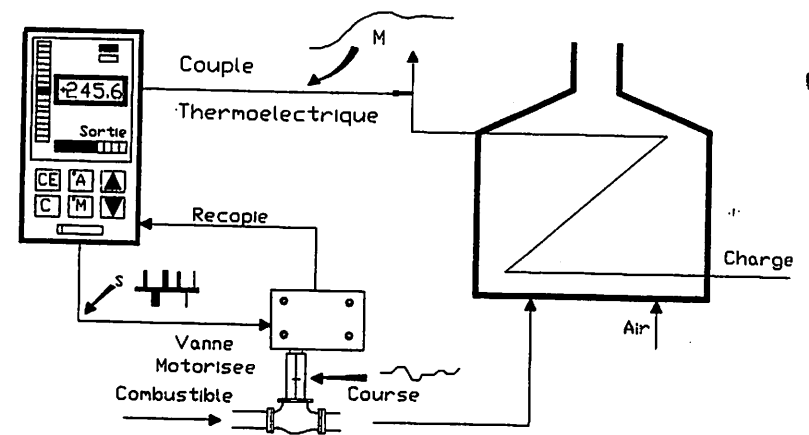 M
Couple
Thermoelectrique
+245.6
Sortie
CE °A
C °M
Recopie
S
Charge
Air
Vanne
Motorisee
Combustible
Course